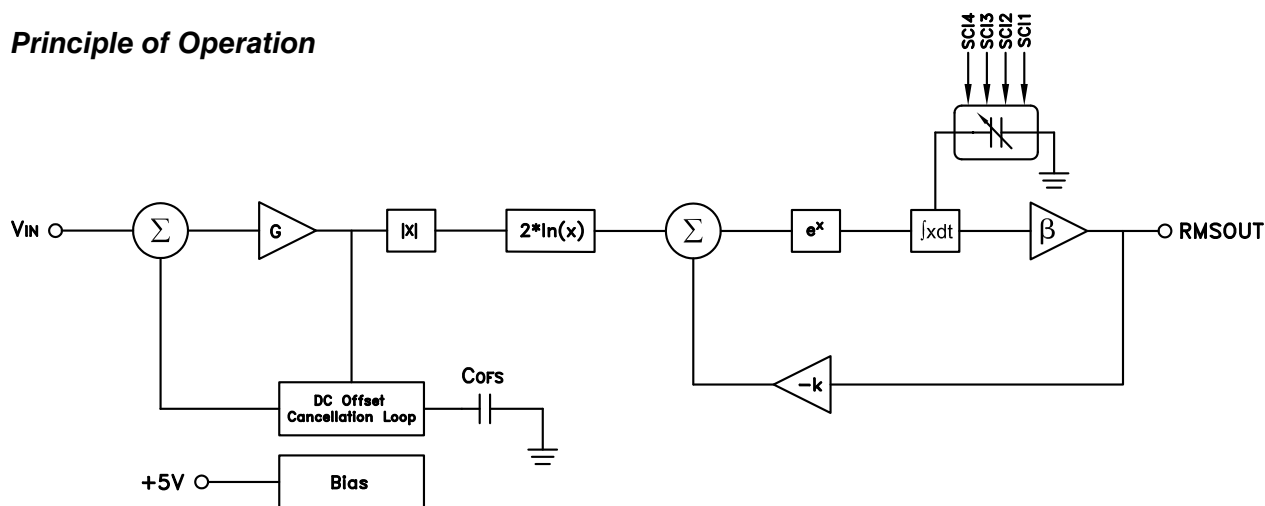 Principle of Operation
SCI4
SCI3
SCI2
SCI1
VIN
Σ
G
|x|
2*ln(x)
Σ
e^x
∫xdt
β
RMSOUT
-k
DC Offset
Cancellation Loop
COFS
+5V
Bias